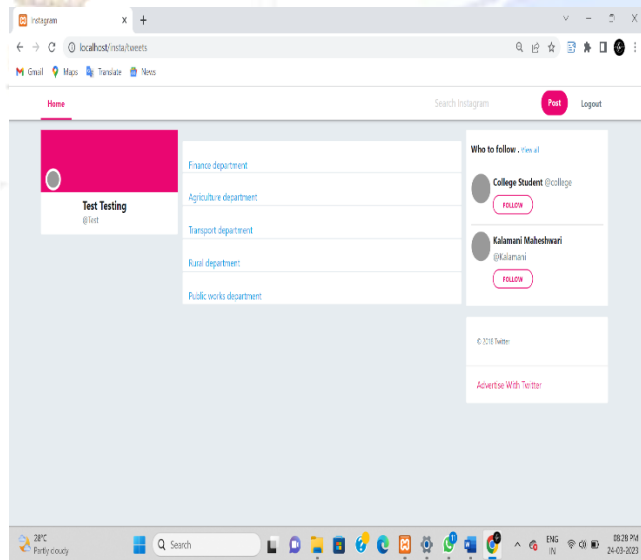 Instagram
localhost/insta/tweets
Gmail Maps Translate News
Home Search Instagram Post Logout
Test Testing
@Test
Finance department
Agriculture department
Transport department
Rural department
Public works department
Who to follow . View all
College Student @college
FOLLOW
Kalamani Maheshwari
@Kalamani
FOLLOW
© 2018 Twitter
Advertise With Twitter
28°C
Partly cloudy
Search
ENG
IN
08:28 PM
24-03-2023